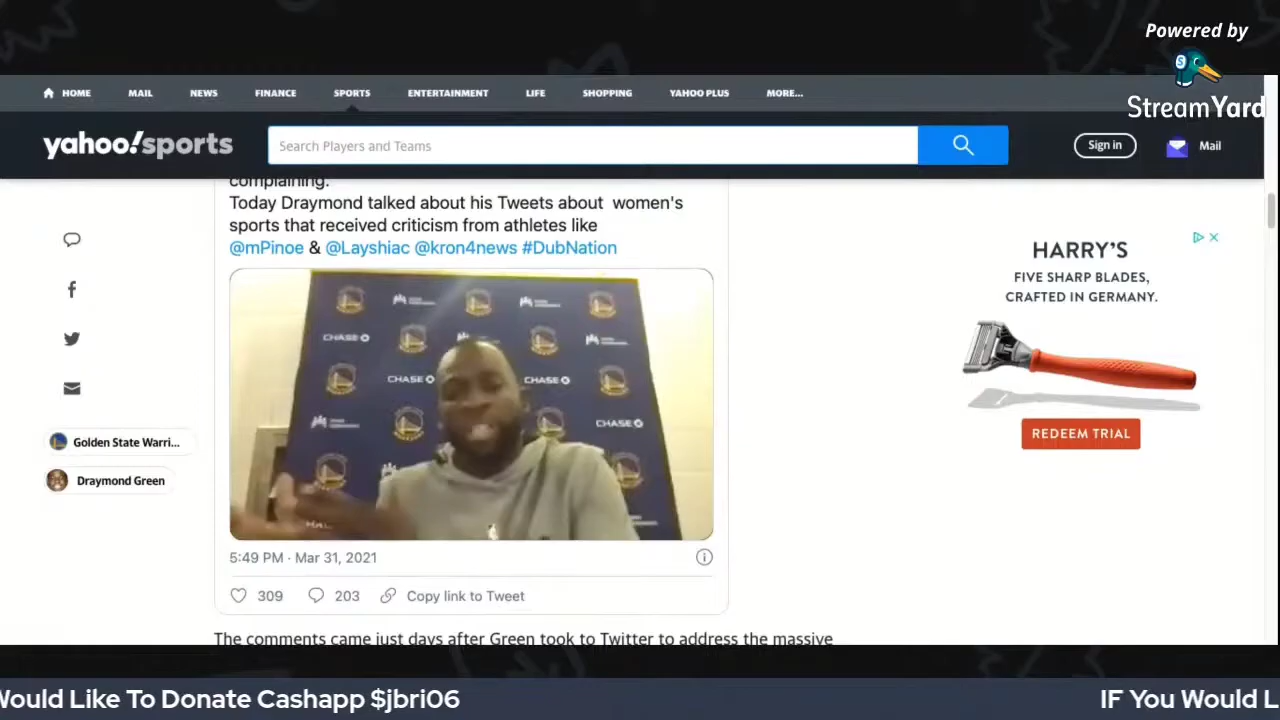 Powered by
StreamYard
HOME MAIL NEWS FINANCE SPORTS ENTERTAINMENT LIFE SHOPPING YAHOO PLUS MORE...
yahoo!sports
Search Players and Teams
Sign in
Mail
complaining.
Today Draymond talked about his Tweets about women's
sports that received criticism from athletes like
@mPinoe & @Layshiac @kron4news #DubNation
CHASE
CHASE CHASE
CHASE
5:49 PM · Mar 31, 2021
309 203 Copy link to Tweet
The comments came just days after Green took to Twitter to address the massive
Golden State Warri...
Draymond Green
HARRY'S
FIVE SHARP BLADES,
CRAFTED IN GERMANY.
REDEEM TRIAL
Would Like To Donate Cashapp $jbri06
IF You Would L